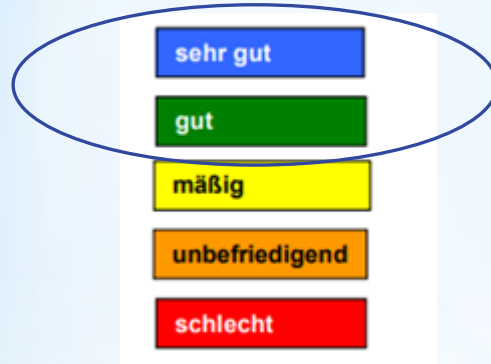 sehr gut
gut
mäßig
unbefriedigend
schlecht